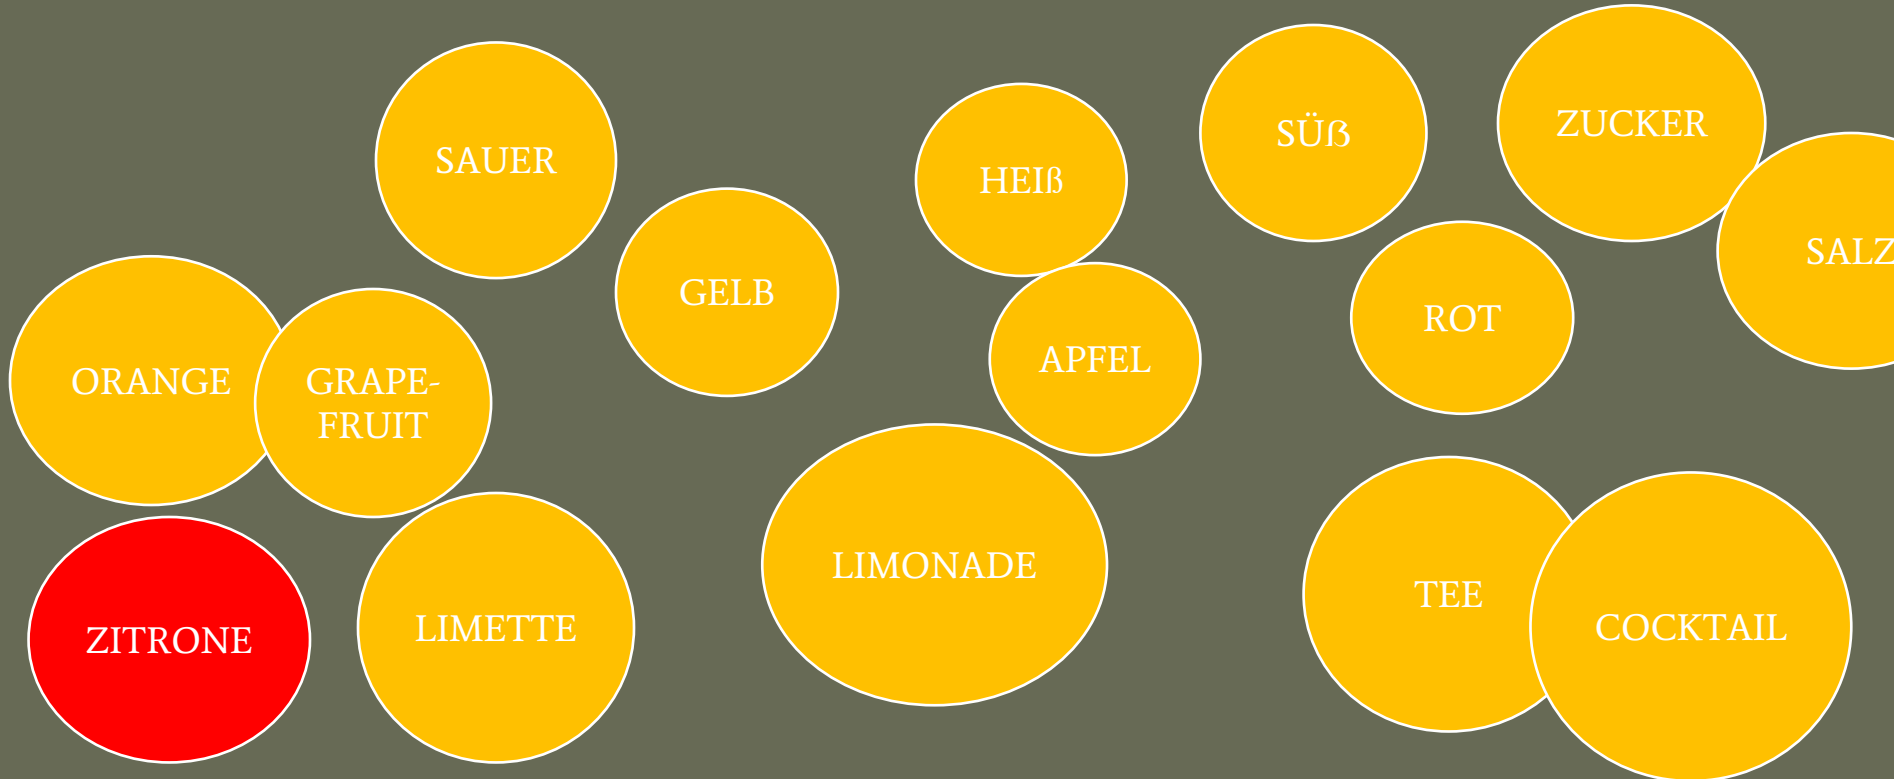 SAUER
GELB
HEIß
SÜß
ZUCKER
SALZ
ORANGE
GRAPE-
FRUIT
APFEL
ROT
ZITRONE
LIMETTE
LIMONADE
TEE
COCKTAIL